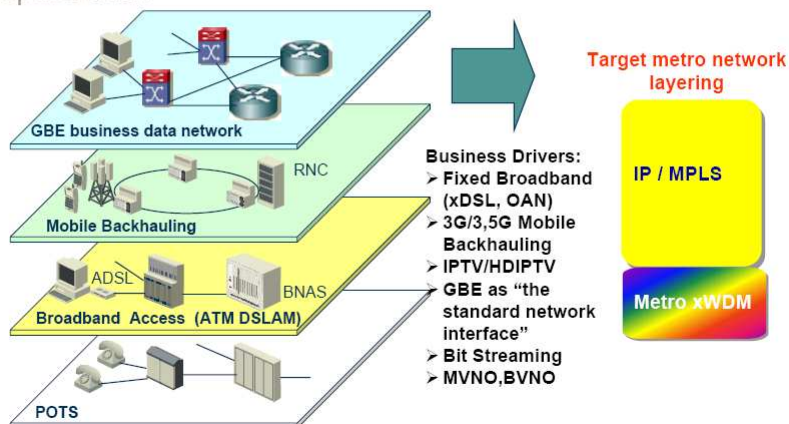 GBE business data network
RNC
Mobile Backhauling
ADSL
BNAS
Broadband Access (ATM DSLAM)
POTS
Business Drivers:
➢ Fixed Broadband
(xDSL, OAN)
➢ 3G/3,5G Mobile
Backhauling
➢ IPTV/HDIPTV
➢ GBE as “the
standard network
interface”
➢ Bit Streaming
➢ MVNO,BVNO
Target metro network
layering
IP / MPLS
Metro xWDM